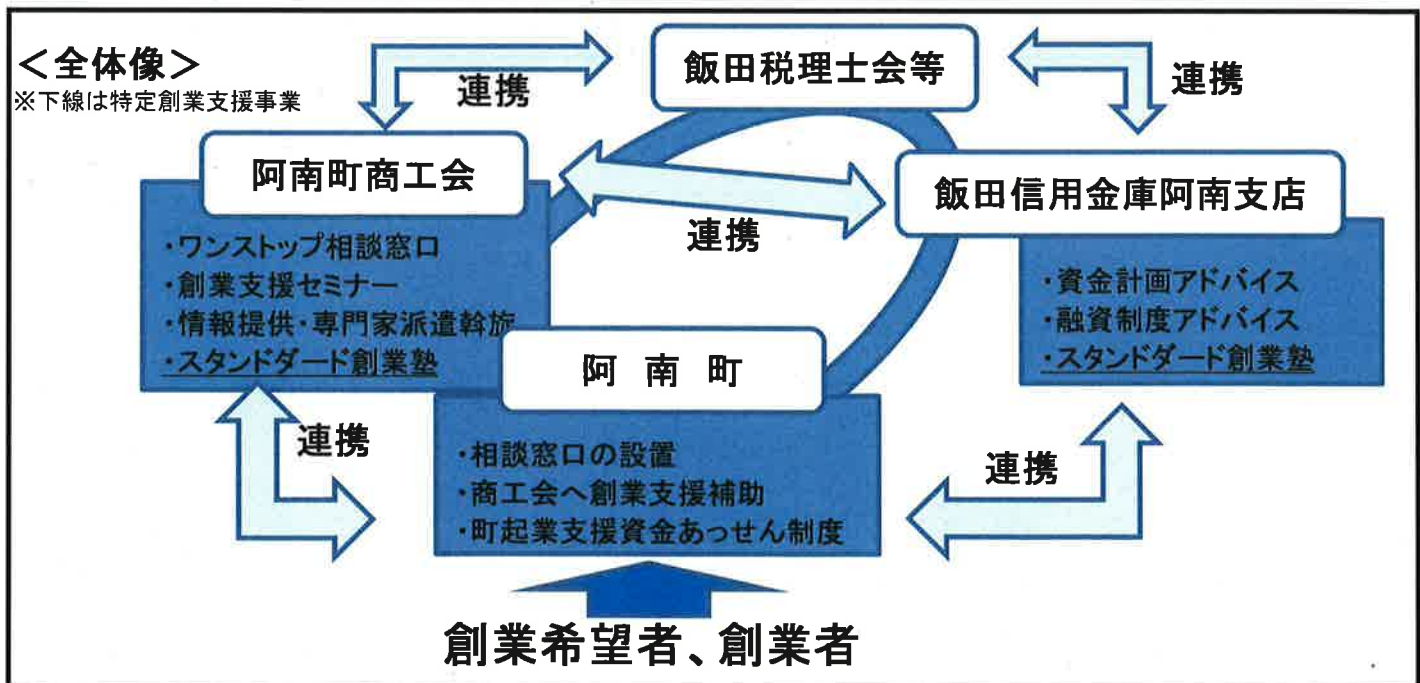 ＜全体像＞
※下線は特定創業支援事業
飯田税理士会等
連携
連携
阿南町商工会
・ワンストップ相談窓口
・創業支援セミナー
・情報提供・専門家派遣斡旋
・スタンドダード創業塾
連携
飯田信用金庫阿南支店
・資金計画アドバイス
・融資制度アドバイス
・スタンドダード創業塾
阿南町
・相談窓口の設置
・商工会へ創業支援補助
・町起業支援資金あっせん制度
連携
連携
創業希望者、創業者